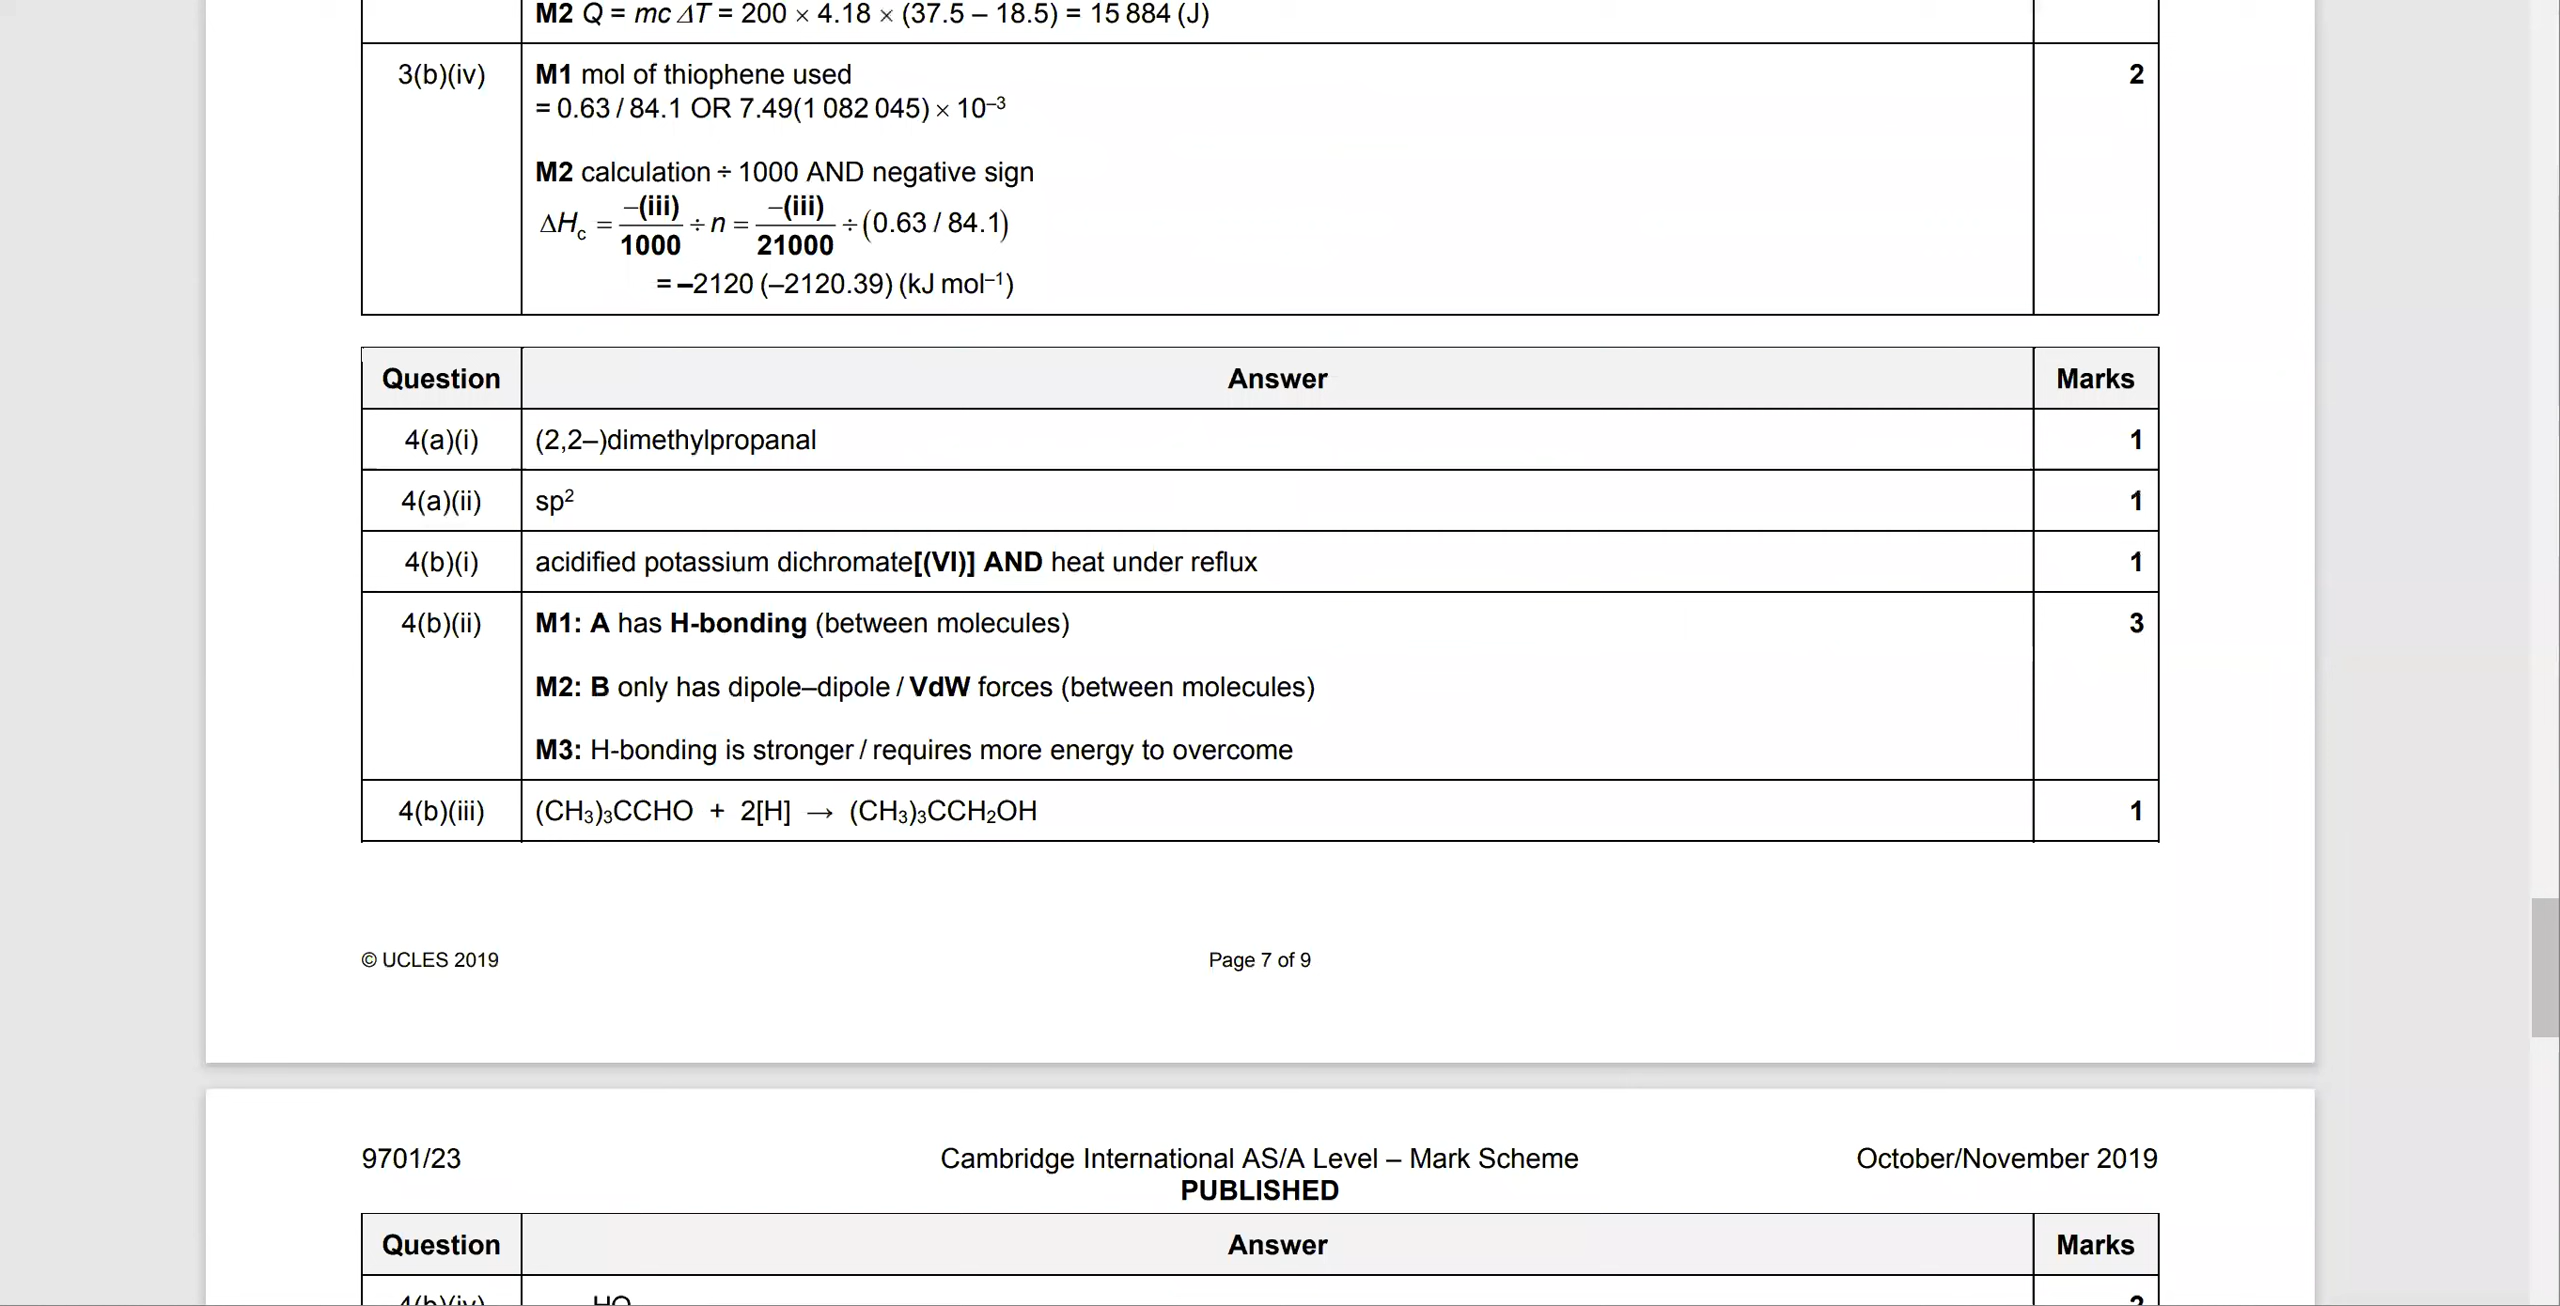 M2 Q = mc ΔT = 200 × 4.18 × (37.5 – 18.5) = 15 884 (J)
3(b)(iv) M1 mol of thiophene used 2
= 0.63 / 84.1 OR 7.49(1 082 045) × 10⁻³
M2 calculation ÷ 1000 AND negative sign
ΔH꜀ = –(iii)/1000 ÷ n = –(iii)/21000 ÷ (0.63 / 84.1)
= –2120 (–2120.39) (kJ mol⁻¹)
Question Answer Marks
4(a)(i) (2,2–)dimethylpropanal 1
4(a)(ii) sp² 1
4(b)(i) acidified potassium dichromate[(VI)] AND heat under reflux 1
4(b)(ii) M1: A has H-bonding (between molecules) 3
M2: B only has dipole–dipole / VdW forces (between molecules)
M3: H-bonding is stronger / requires more energy to overcome
4(b)(iii) (CH₃)₃CCHO + 2[H] → (CH₃)₃CCH₂OH 1
© UCLES 2019 Page 7 of 9
9701/23 Cambridge International AS/A Level – Mark Scheme October/November 2019
PUBLISHED
Question Answer Marks
4(b)(iv) HO 2